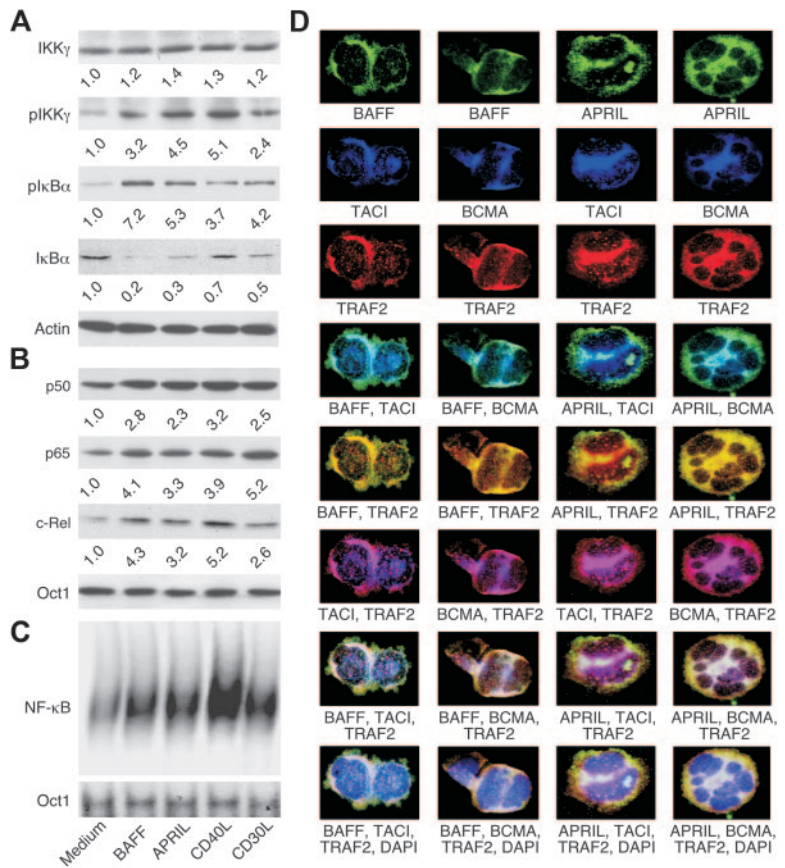 A
IKKγ
1.0 1.2 1.4 1.3 1.2
pIKKγ
1.0 3.2 4.5 5.1 2.4
pIκBα
1.0 7.2 5.3 3.7 4.2
IκBα
1.0 0.2 0.3 0.7 0.5
Actin
B
p50
1.0 2.8 2.3 3.2 2.5
p65
1.0 4.1 3.3 3.9 5.2
c-Rel
1.0 4.3 3.2 5.2 2.6
Oct1
C
NF-κB
Oct1
Medium BAFF APRIL CD40L CD30L
D
BAFF BAFF APRIL APRIL
TACI BCMA TACI BCMA
TRAF2 TRAF2 TRAF2 TRAF2
BAFF, TACI BAFF, BCMA APRIL, TACI APRIL, BCMA
BAFF, TRAF2 BAFF, TRAF2 APRIL, TRAF2 APRIL, TRAF2
TACI, TRAF2 BCMA, TRAF2 TACI, TRAF2 BCMA, TRAF2
BAFF, TACI, BAFF, BCMA, APRIL, TACI, APRIL, BCMA,
TRAF2 TRAF2 TRAF2 TRAF2
BAFF, TACI, BAFF, BCMA, APRIL, TACI, APRIL, BCMA,
TRAF2, DAPI TRAF2, DAPI TRAF2, DAPI TRAF2, DAPI